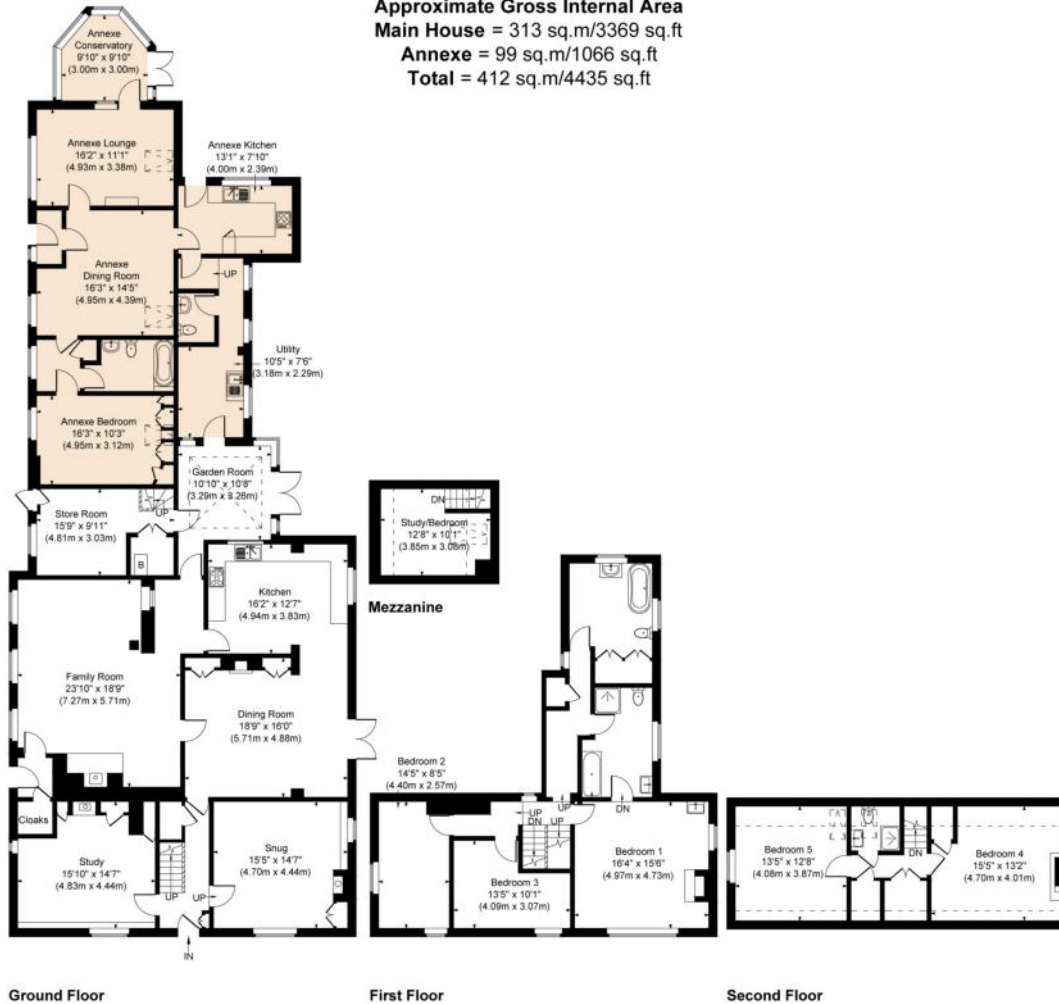 Approximate Gross Internal Area
Main House = 313 sq.m/3369 sq.ft
Annexe = 99 sq.m/1066 sq.ft
Total = 412 sq.m/4435 sq.ft
Annexe
Conservatory
9'10" x 9'10"
(3.00m x 3.00m)
Annexe Lounge
16'2" x 11'1"
(4.93m x 3.38m)
Annexe Kitchen
13'1" x 7'10"
(4.00m x 2.39m)
Annexe
Dining Room
16'3" x 14'5"
(4.95m x 4.39m)
UP
Utility
10'5" x 7'6"
(3.18m x 2.29m)
Annexe Bedroom
16'3" x 10'3"
(4.95m x 3.12m)
Garden Room
10'10" x 10'8"
(3.29m x 3.26m)
Store Room
15'9" x 9'11"
(4.81m x 3.03m)
UP
B
Kitchen
16'2" x 12'7"
(4.94m x 3.83m)
Family Room
23'10" x 18'9"
(7.27m x 5.71m)
Dining Room
18'9" x 16'0"
(5.71m x 4.88m)
Cloaks
Study
15'10" x 14'7"
(4.83m x 4.44m)
UP
UP
Snug
15'5" x 14'7"
(4.70m x 4.44m)
IN
Ground Floor
DN
Study/Bedroom
12'8" x 10'1"
(3.85m x 3.08m)
Mezzanine
Bedroom 2
14'5" x 8'5"
(4.40m x 2.57m)
UP
DN
UP
UP
DN
Bedroom 3
13'5" x 10'1"
(4.09m x 3.07m)
Bedroom 1
16'4" x 15'6"
(4.97m x 4.73m)
First Floor
Bedroom 5
13'5" x 12'8"
(4.08m x 3.87m)
DN
Bedroom 4
15'5" x 13'2"
(4.70m x 4.01m)
Second Floor